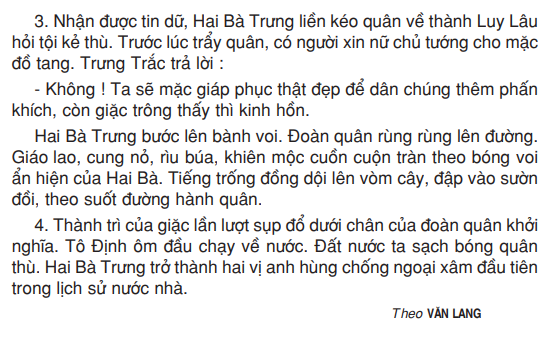 3. Nhận được tin dữ, Hai Bà Trưng liền kéo quân về thành Luy Lâu
hỏi tội kẻ thù. Trước lúc trẩy quân, có người xin nữ chủ tướng cho mặc
đồ tang. Trưng Trắc trả lời :
- Không ! Ta sẽ mặc giáp phục thật đẹp để dân chúng thêm phấn
khích, còn giặc trông thấy thì kinh hồn.
Hai Bà Trưng bước lên bành voi. Đoàn quân rùng rùng lên đường.
Giáo lao, cung nỏ, rìu búa, khiên mộc cuồn cuộn tràn theo bóng voi
ẩn hiện của Hai Bà. Tiếng trống đồng dội lên vòm cây, đập vào sườn
đồi, theo suốt đường hành quân.
4. Thành trì của giặc lần lượt sụp đổ dưới chân của đoàn quân khởi
nghĩa. Tô Định ôm đầu chạy về nước. Đất nước ta sạch bóng quân
thù. Hai Bà Trưng trở thành hai vị anh hùng chống ngoại xâm đầu tiên
trong lịch sử nước nhà.
Theo VĂN LANG